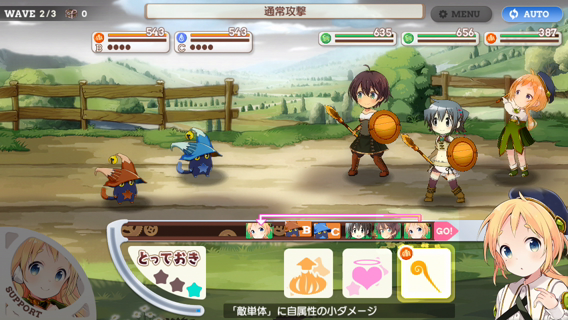 WAVE 2/3 0
通常攻撃
MENU
AUTO
543
B
543
C
635
656
387
B
C
GO!
とっておき
SUPPORT
「敵単体」に自属性の小ダメージ